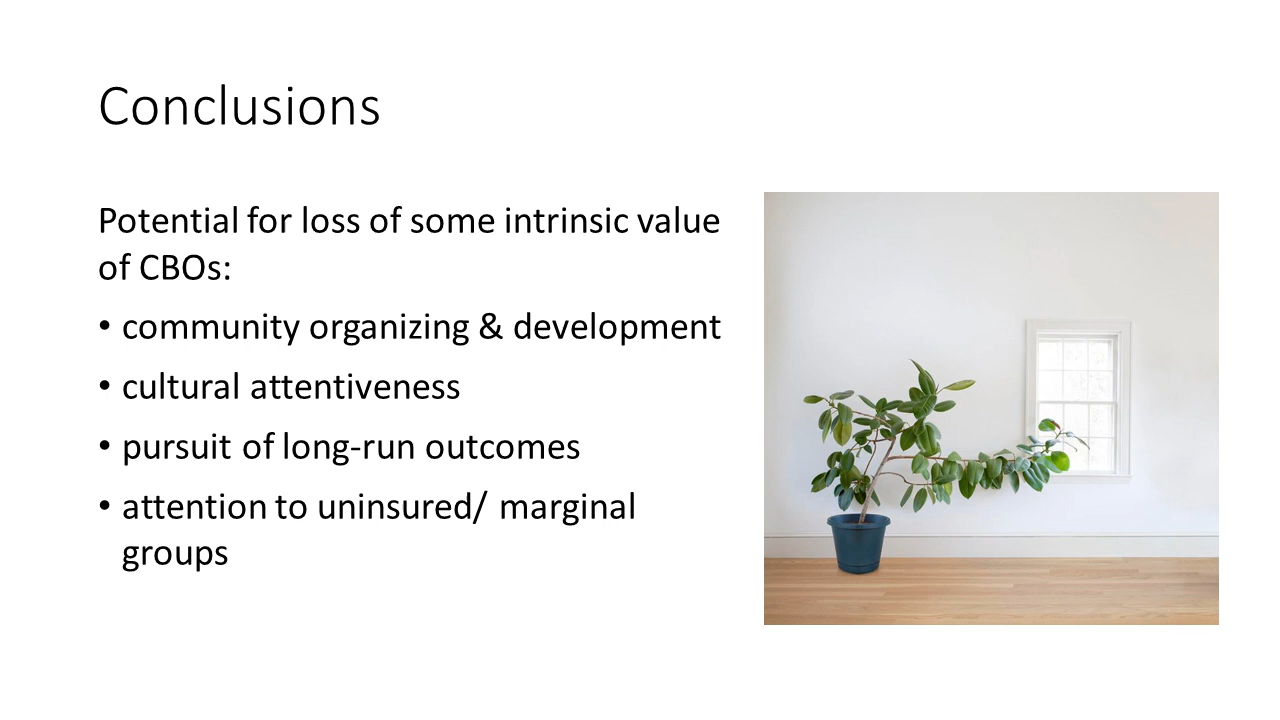 Conclusions
Potential for loss of some intrinsic value
of CBOs:
• community organizing & development
• cultural attentiveness
• pursuit of long-run outcomes
• attention to uninsured/ marginal
groups